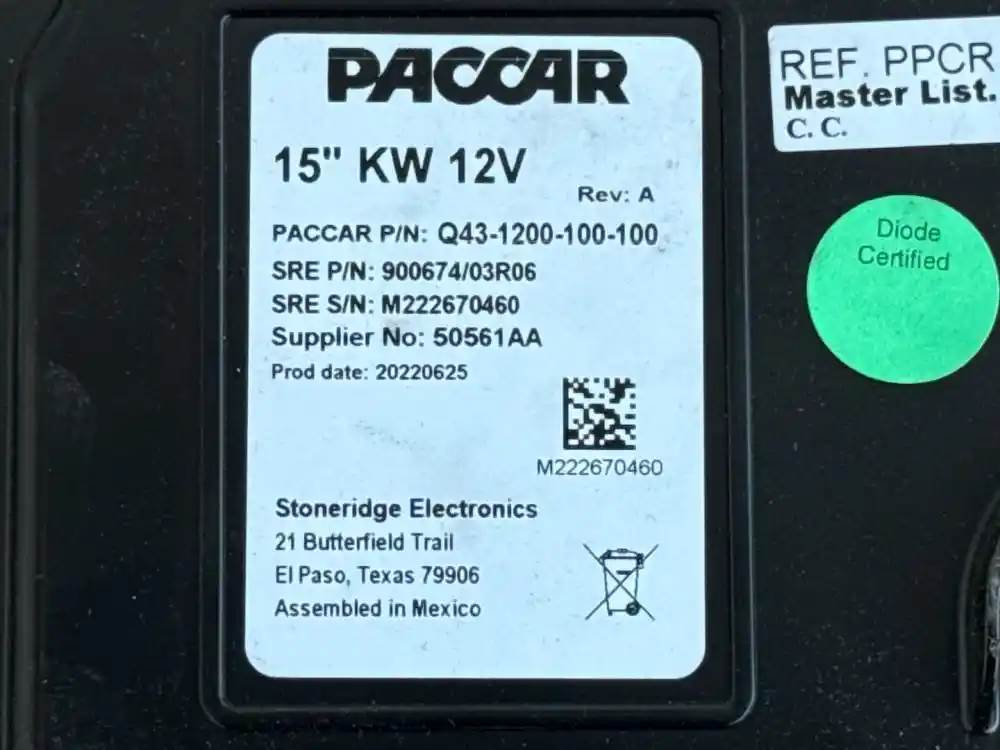 PACCAR
15" KW 12V
Rev: A
PACCAR P/N: Q43-1200-100-100
SRE P/N: 900674/03R06
SRE S/N: M222670460
Supplier No: 50561AA
Prod date: 20220625
M222670460
Stoneridge Electronics
21 Butterfield Trail
El Paso, Texas 79906
Assembled in Mexico
REF. PPCR
Master List.
C. C.
Diode
Certified